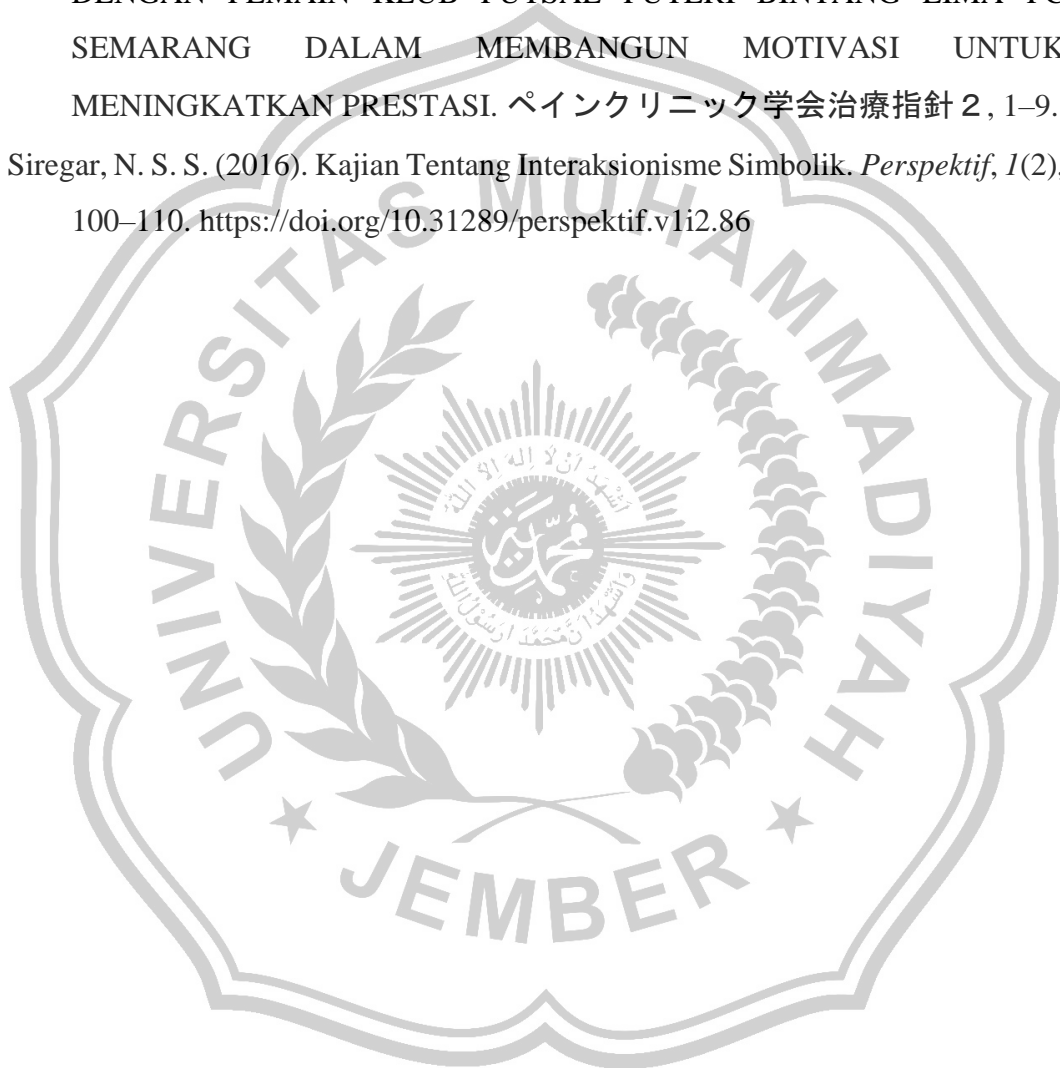 DENGAN PEMAIN KLUB FUTSAL PUTERI BINTANG LIMA FC
SEMARANG DALAM MEMBANGUN MOTIVASI UNTUK
MENINGKATKAN PRESTASI. ペインクリニック学会治療指針２, 1–9.
Siregar, N. S. S. (2016). Kajian Tentang Interaksionisme Simbolik. Perspektif, 1(2),
100–110. https://doi.org/10.31289/perspektif.v1i2.86
UNIVERSITAS MUHAMMADIYAH
JEMBER